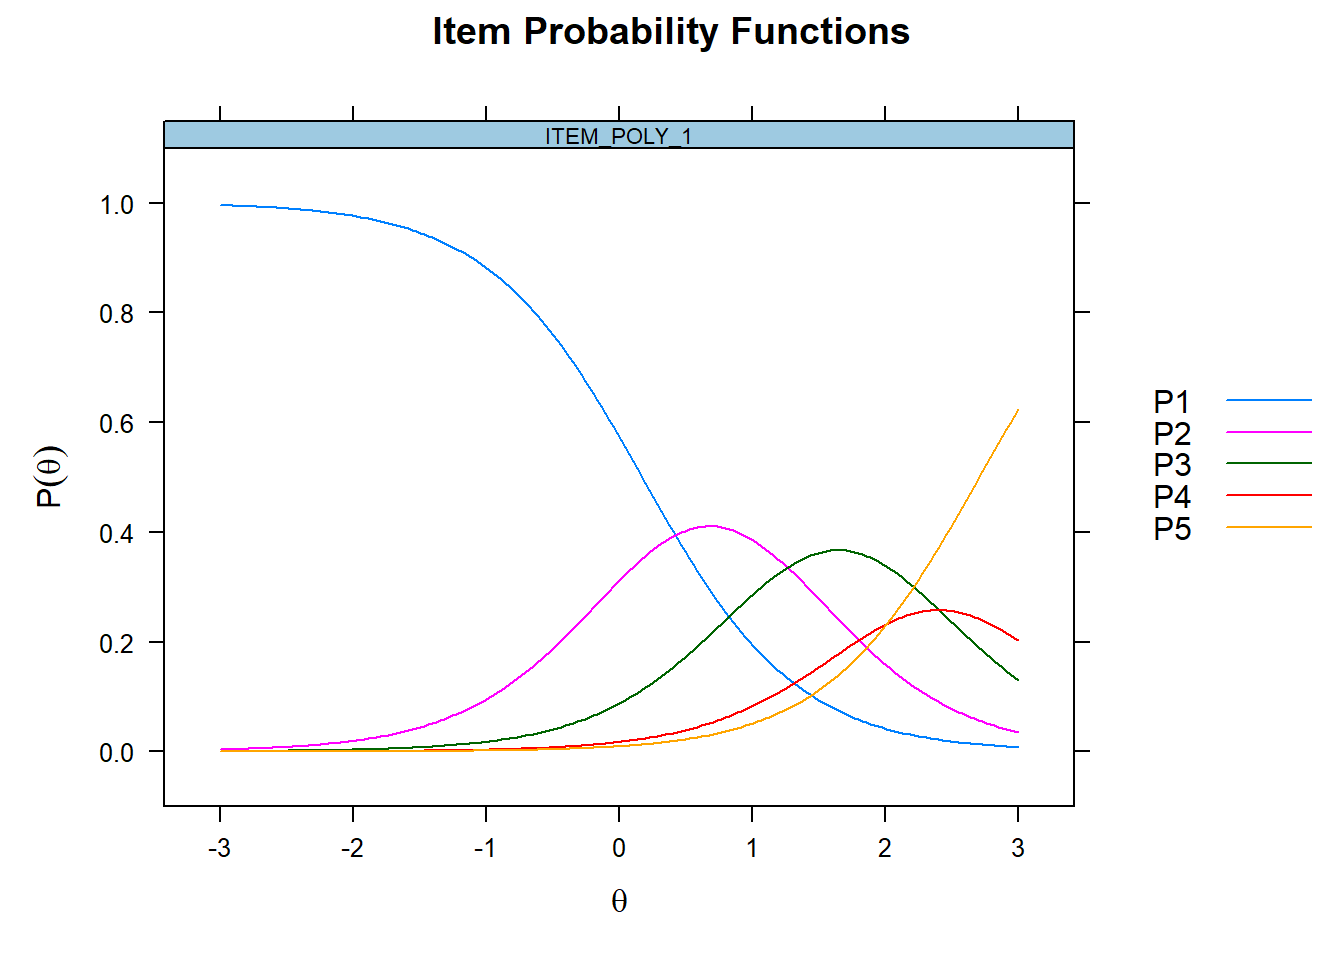 Item Probability Functions
ITEM_POLY_1
1.0
0.8
0.6
0.4
0.2
0.0
P(θ)
-3 -2 -1 0 1 2 3
θ
P1
P2
P3
P4
P5